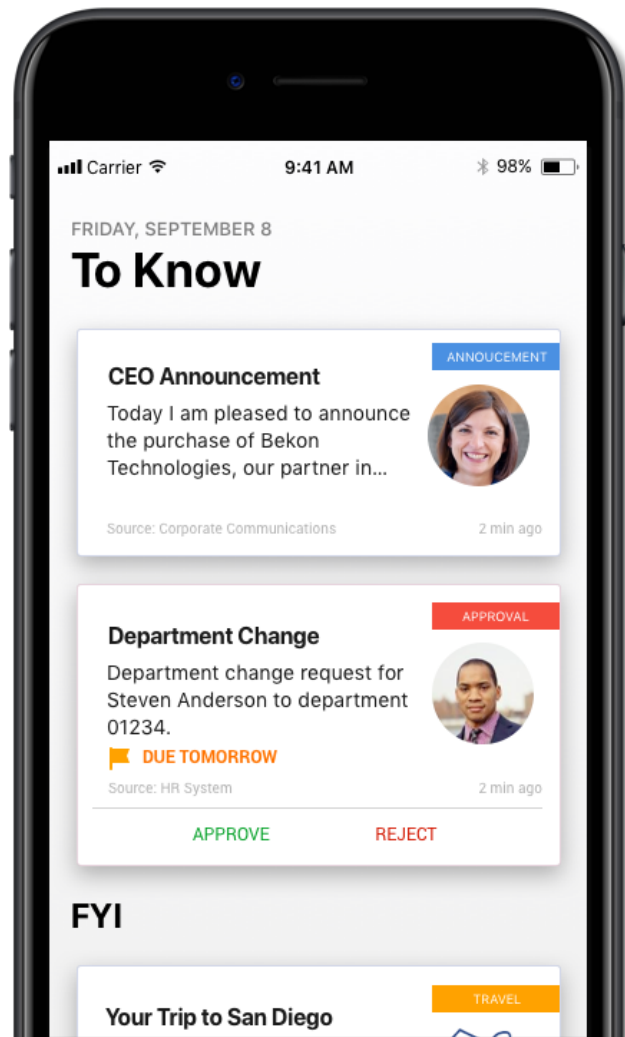 Carrier 9:41 AM 98%
FRIDAY, SEPTEMBER 8
To Know
ANNOUCEMENT
CEO Announcement
Today I am pleased to announce
the purchase of Bekon
Technologies, our partner in...
Source: Corporate Communications 2 min ago
APPROVAL
Department Change
Department change request for
Steven Anderson to department
01234.
DUE TOMORROW
Source: HR System 2 min ago
APPROVE REJECT
FYI
TRAVEL
Your Trip to San Diego